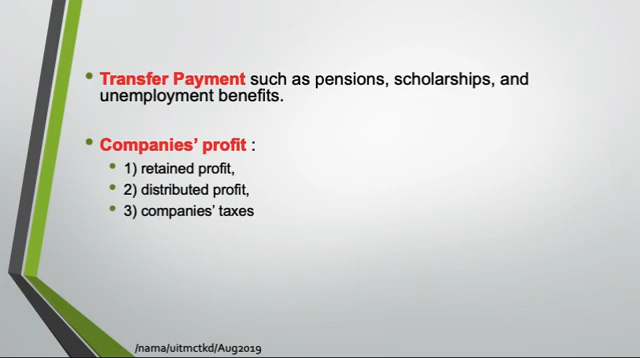 Transfer Payment such as pensions, scholarships, and
unemployment benefits.
Companies' profit :
1) retained profit,
2) distributed profit,
3) companies' taxes
/nama/uitmctkd/Aug2019